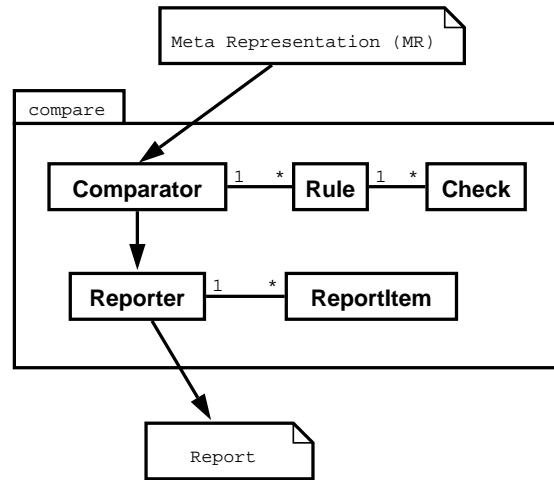 Meta Representation (MR)
compare
Comparator 1 * Rule 1 * Check
Reporter 1 * ReportItem
Report